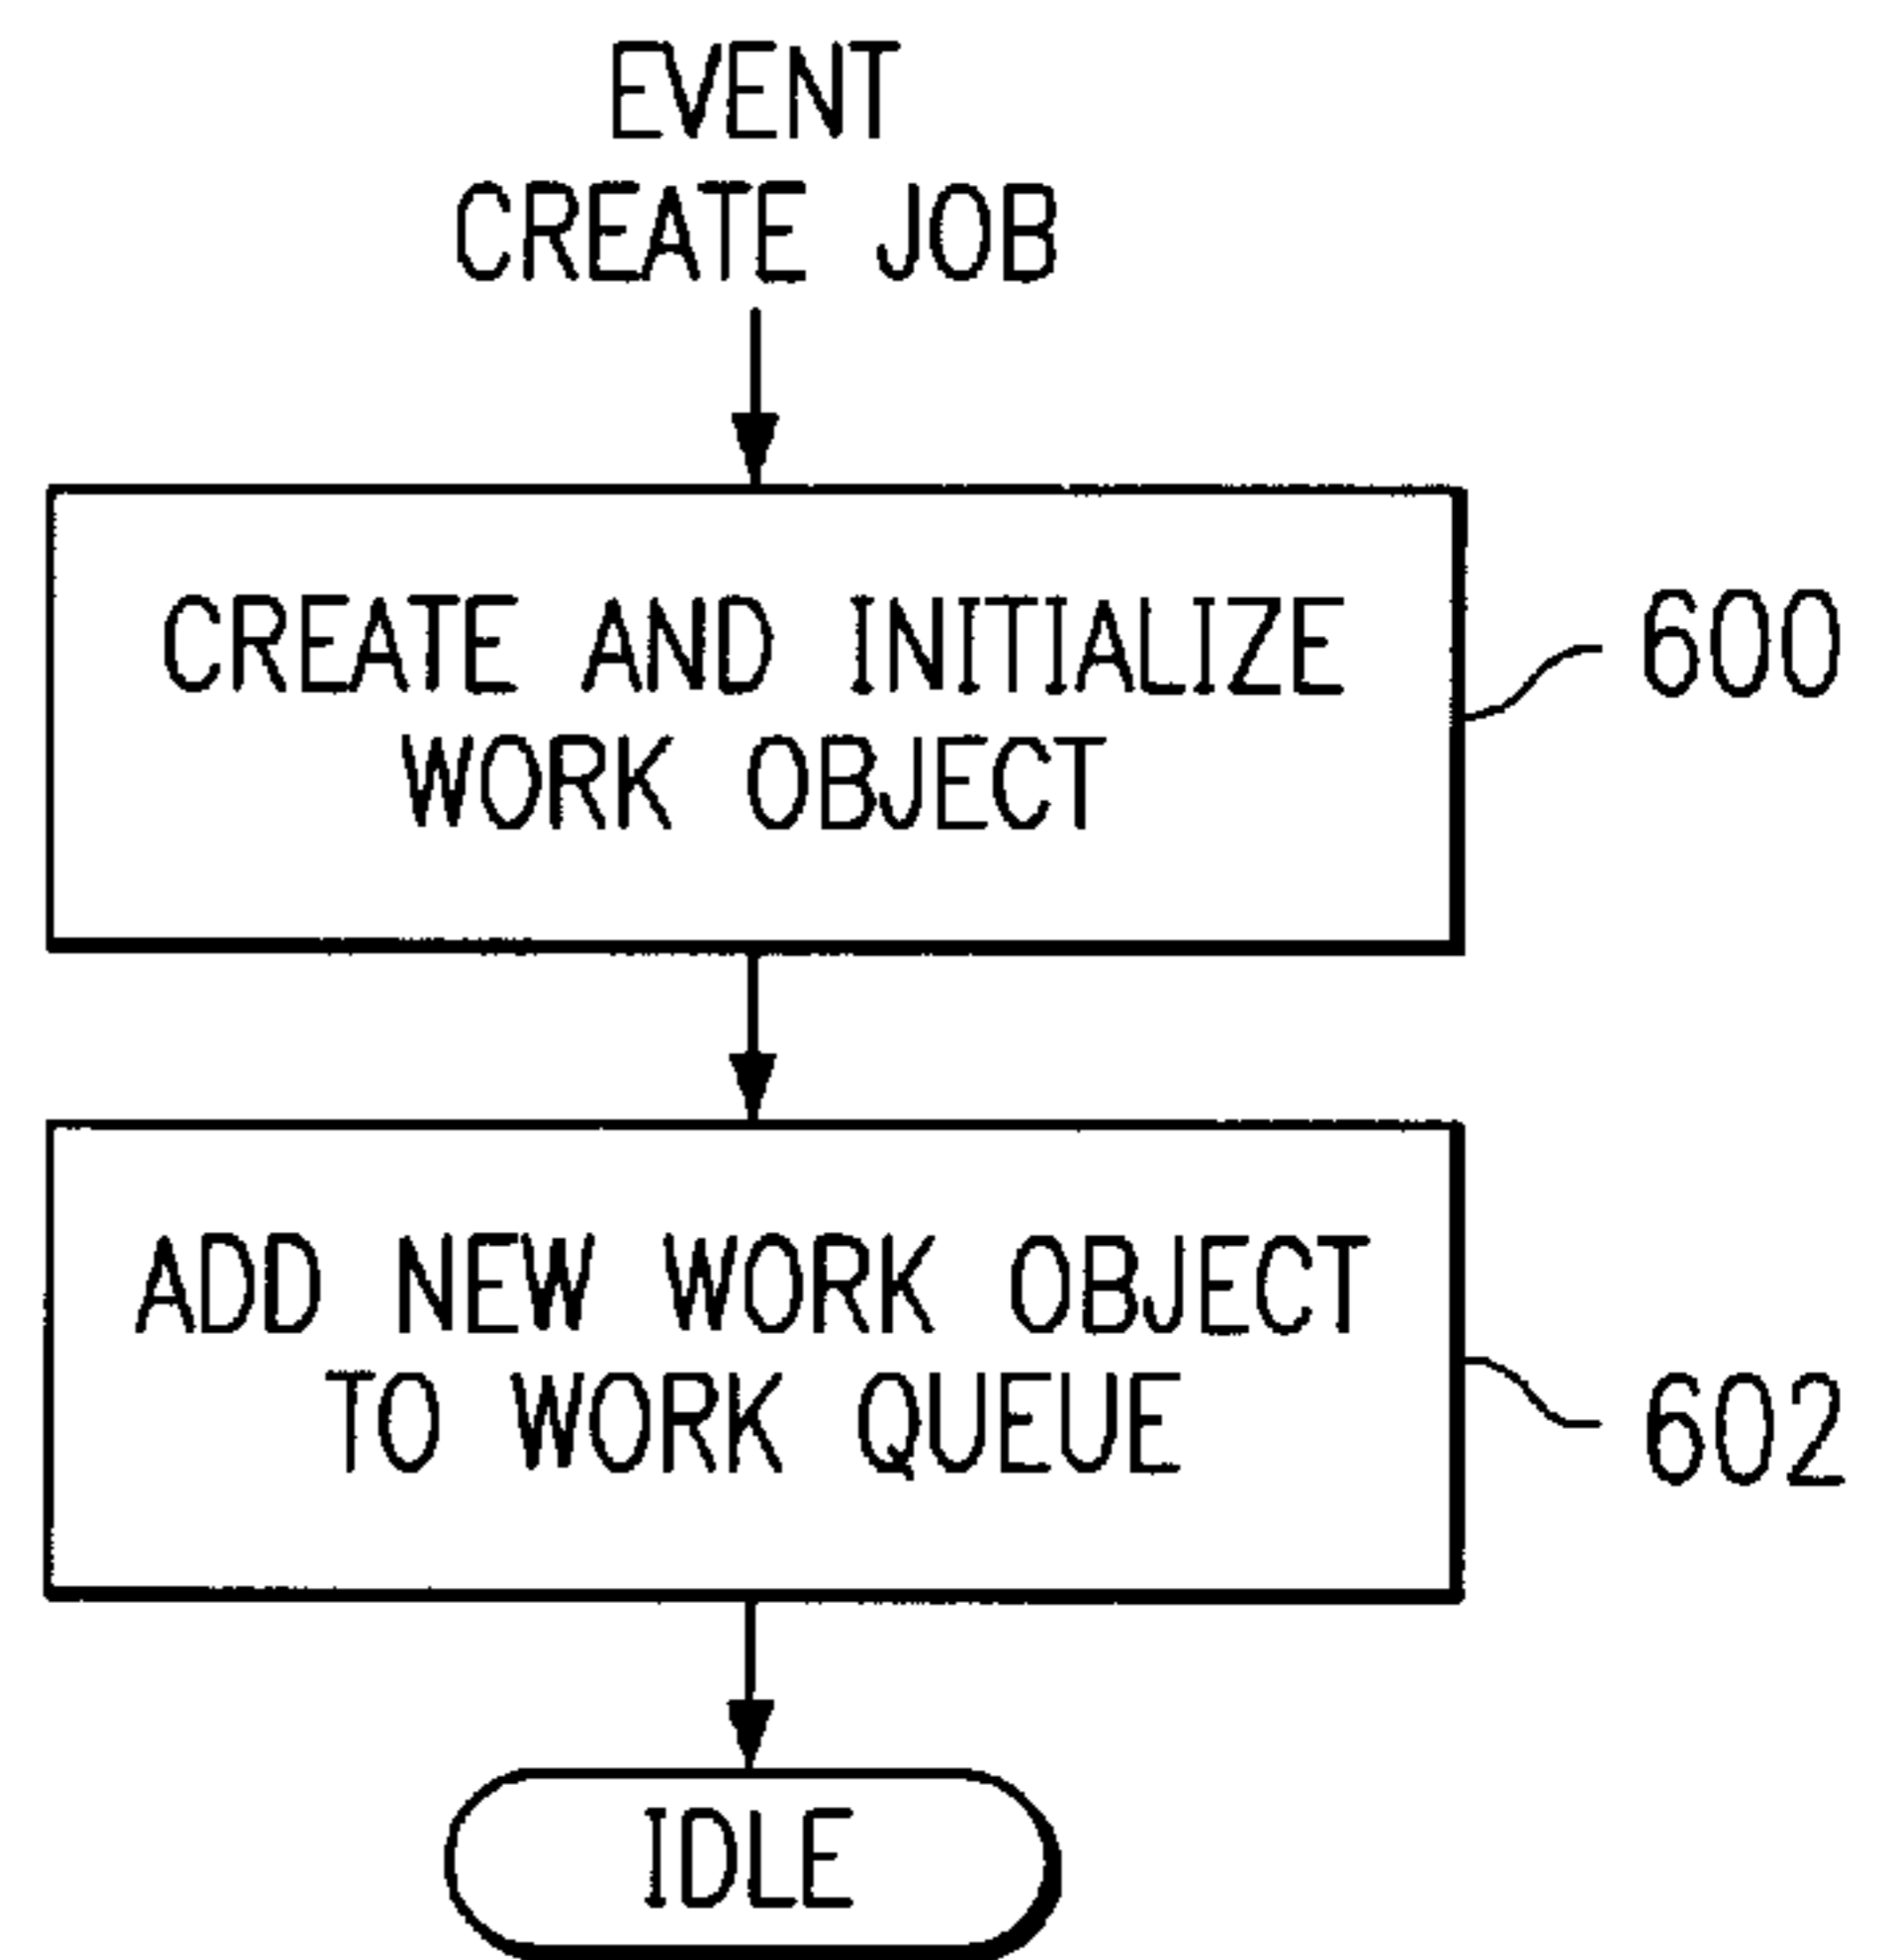 EVENT
CREATE JOB
CREATE AND INITIALIZE
WORK OBJECT
600
ADD NEW WORK OBJECT
TO WORK QUEUE
602
IDLE